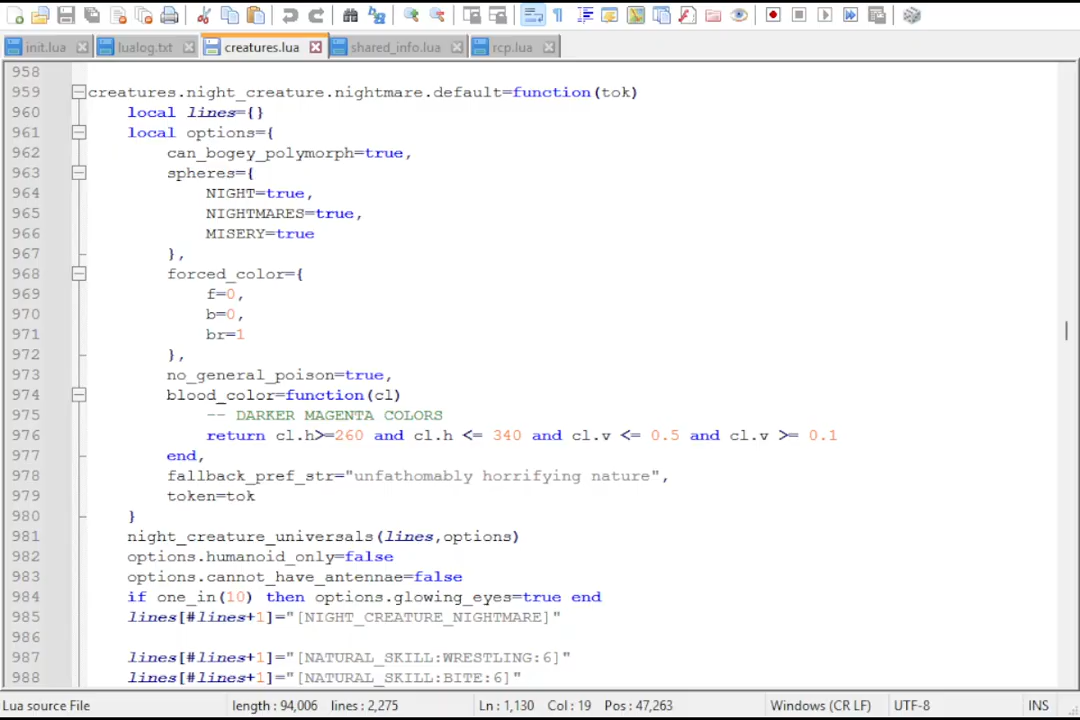 init.lua lualog.txt creatures.lua shared_info.lua rcp.lua
958
959 creatures.night_creature.nightmare.default=function(tok)
960 local lines={}
961 local options={
962 can_bogey_polymorph=true,
963 spheres={
964 NIGHT=true,
965 NIGHTMARES=true,
966 MISERY=true
967 },
968 forced_color={
969 f=0,
970 b=0,
971 br=1
972 },
973 no_general_poison=true,
974 blood_color=function(cl)
975 -- DARKER MAGENTA COLORS
976 return cl.h>=260 and cl.h <= 340 and cl.v <= 0.5 and cl.v >= 0.1
977 end,
978 fallback_pref_str="unfathomably horrifying nature",
979 token=tok
980 }
981 night_creature_universals(lines,options)
982 options.humanoid_only=false
983 options.cannot_have_antennae=false
984 if one_in(10) then options.glowing_eyes=true end
985 lines[#lines+1]="[NIGHT_CREATURE_NIGHTMARE]"
986
987 lines[#lines+1]="[NATURAL_SKILL:WRESTLING:6]"
988 lines[#lines+1]="[NATURAL_SKILL:BITE:6]"
Lua source File length : 94,006 lines : 2,275 Ln : 1,130 Col : 19 Pos : 47,263 Windows (CR LF) UTF-8 INS